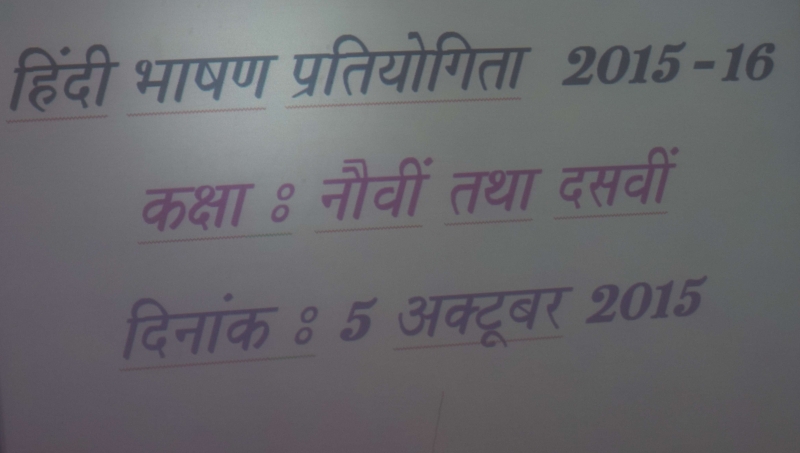 हिंदी भाषण प्रतियोगिता 2015-16
कक्षा : नौवीं तथा दसवीं
दिनांक : 5 अक्टूबर 2015